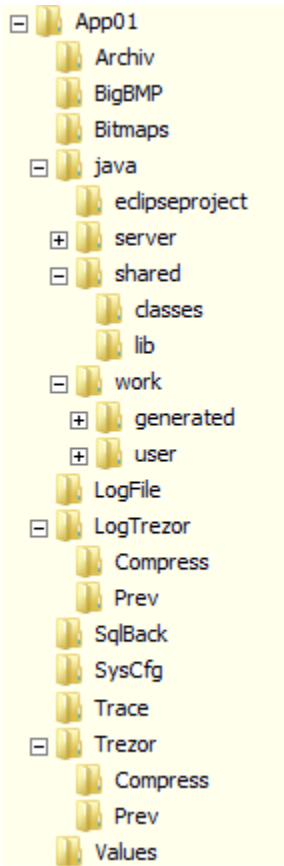 App01
Archiv
BigBMP
Bitmaps
java
eclipseproject
server
shared
classes
lib
work
generated
user
LogFile
LogTrezor
Compress
Prev
SqlBack
SysCfg
Trace
Trezor
Compress
Prev
Values